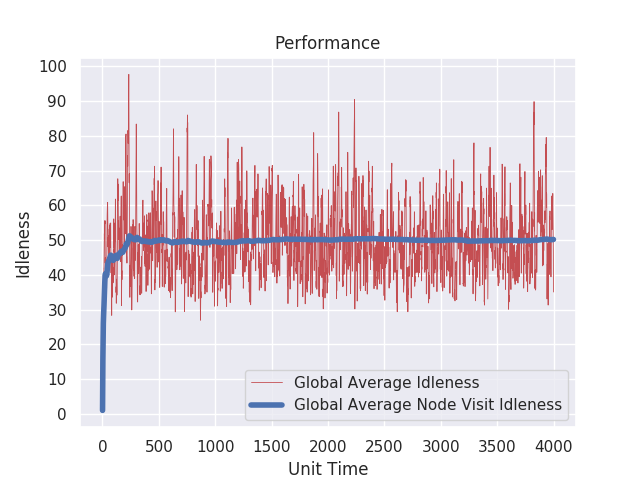 Performance
Idleness
100
90
80
70
60
50
40
30
20
10
0
Global Average Idleness
Global Average Node Visit Idleness
0 500 1000 1500 2000 2500 3000 3500 4000
Unit Time